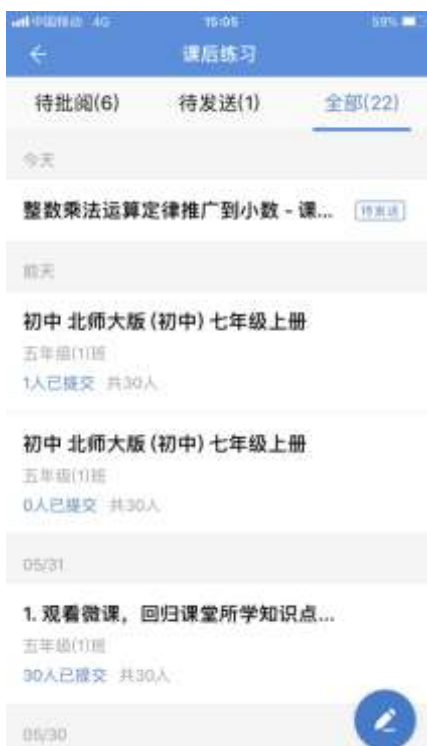 中国移动 4G 15:05 59%
课后练习
待批阅(6) 待发送(1) 全部(22)
今天
整数乘法运算定律推广到小数 - 课... 待发送
前天
初中 北师大版 (初中) 七年级上册
五年级(1)班
1人已提交 共30人
初中 北师大版 (初中) 七年级上册
五年级(1)班
0人已提交 共30人
05/31
1. 观看微课，回归课堂所学知识点...
五年级(1)班
30人已提交 共30人
05/30